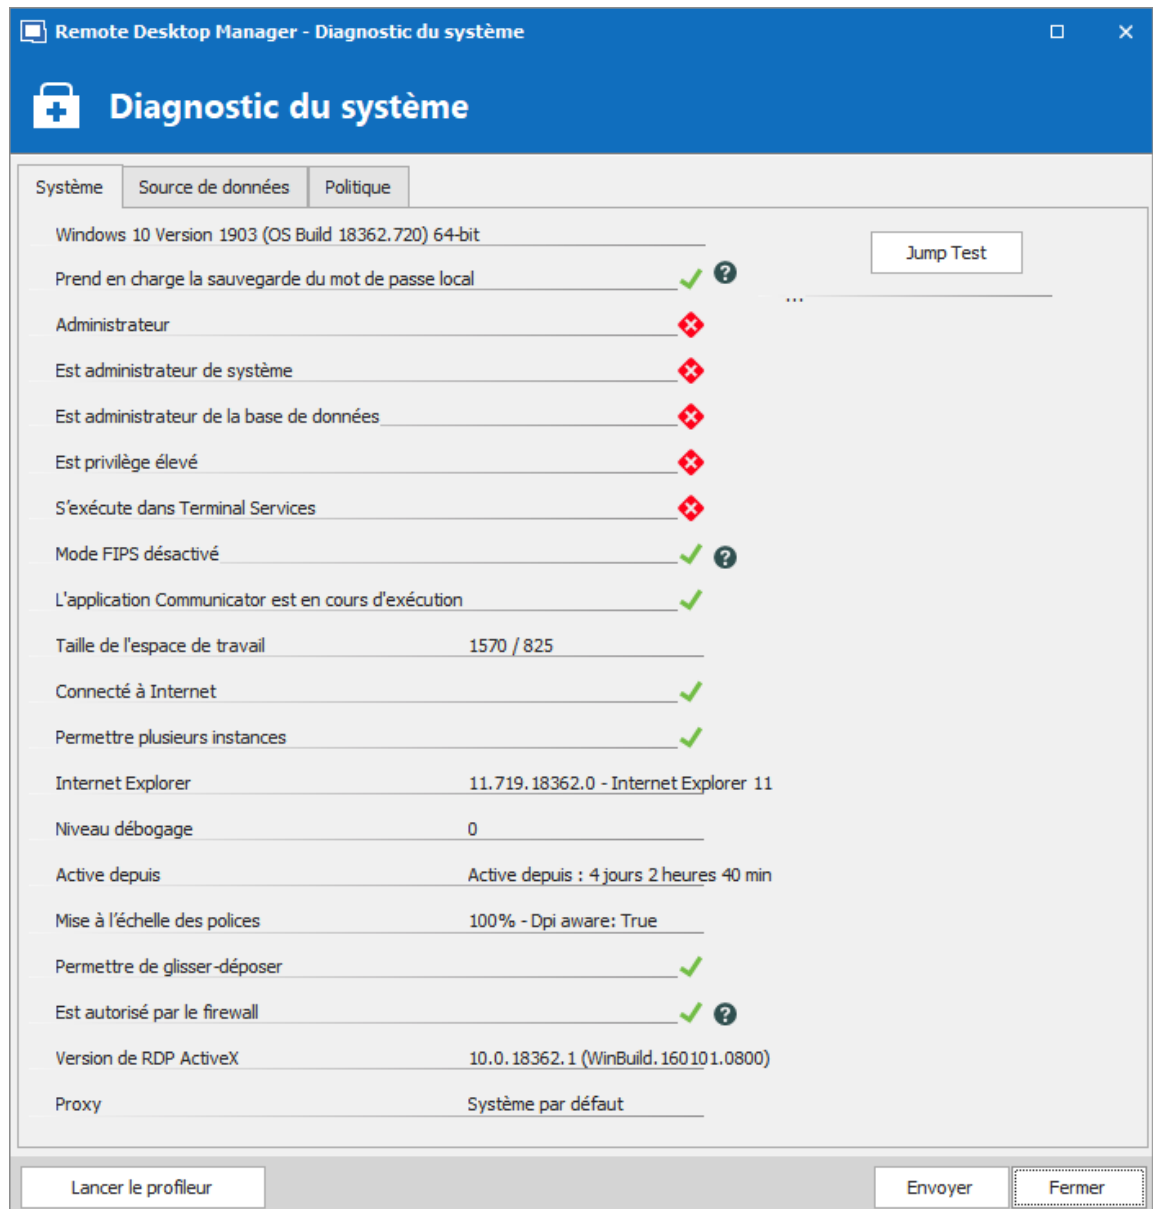 Remote Desktop Manager - Diagnostic du système
Diagnostic du système
Système Source de données Politique
Windows 10 Version 1903 (OS Build 18362.720) 64-bit
Jump Test
Prend en charge la sauvegarde du mot de passe local
...
Administrateur
Est administrateur de système
Est administrateur de la base de données
Est privilège élevé
S’exécute dans Terminal Services
Mode FIPS désactivé
L'application Communicator est en cours d'exécution
Taille de l'espace de travail 1570 / 825
Connecté à Internet
Permettre plusieurs instances
Internet Explorer 11.719.18362.0 - Internet Explorer 11
Niveau débogage 0
Active depuis Active depuis : 4 jours 2 heures 40 min
Mise à l’échelle des polices 100% - Dpi aware: True
Permettre de glisser-déposer
Est autorisé par le firewall
Version de RDP ActiveX 10.0.18362.1 (WinBuild.160101.0800)
Proxy Système par défaut
Lancer le profileur Envoyer Fermer